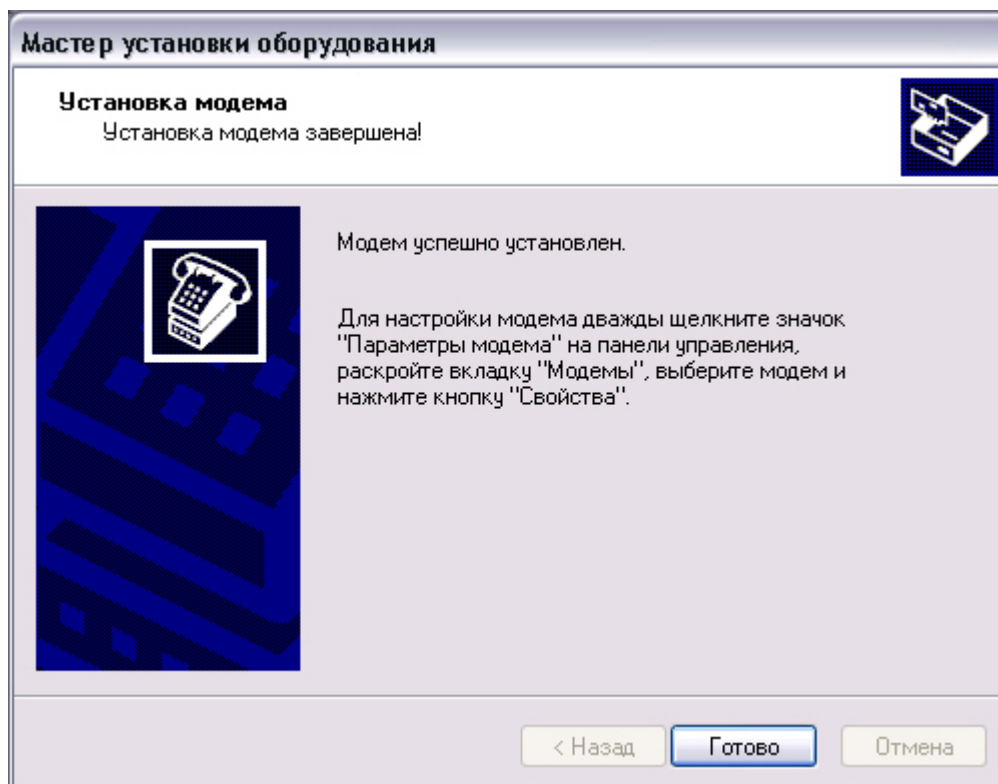 Мастер установки оборудования
Установка модема
Установка модема завершена!
Модем успешно установлен.
Для настройки модема дважды щелкните значок
"Параметры модема" на панели управления,
раскройте вкладку "Модемы", выберите модем и
нажмите кнопку "Свойства".
< Назад
Готово
Отмена